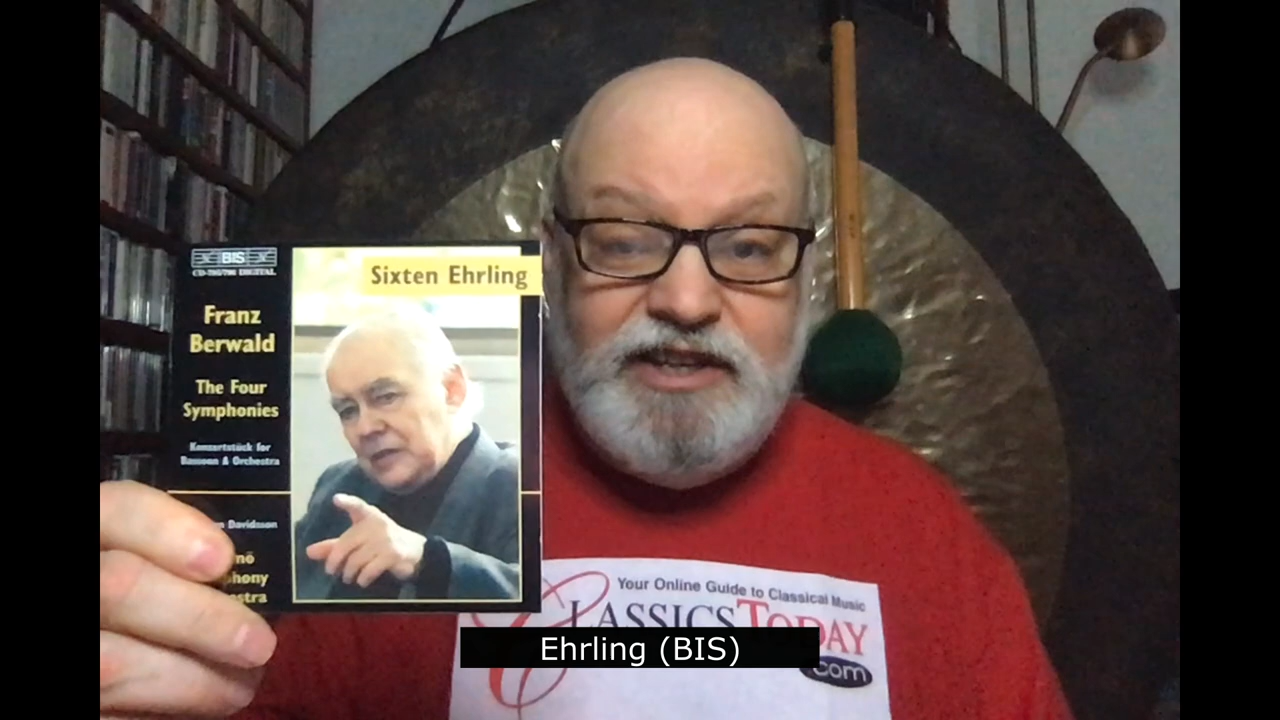 BIS
CD-795/796 DIGITAL
Sixten Ehrling
Franz
Berwald
The Four
Symphonies
Konzertstück for
Bassoon & Orchestra
Davidsson
Your Online Guide to Classical Music
CLASSICSTODAY
.com
Ehrling (BIS)